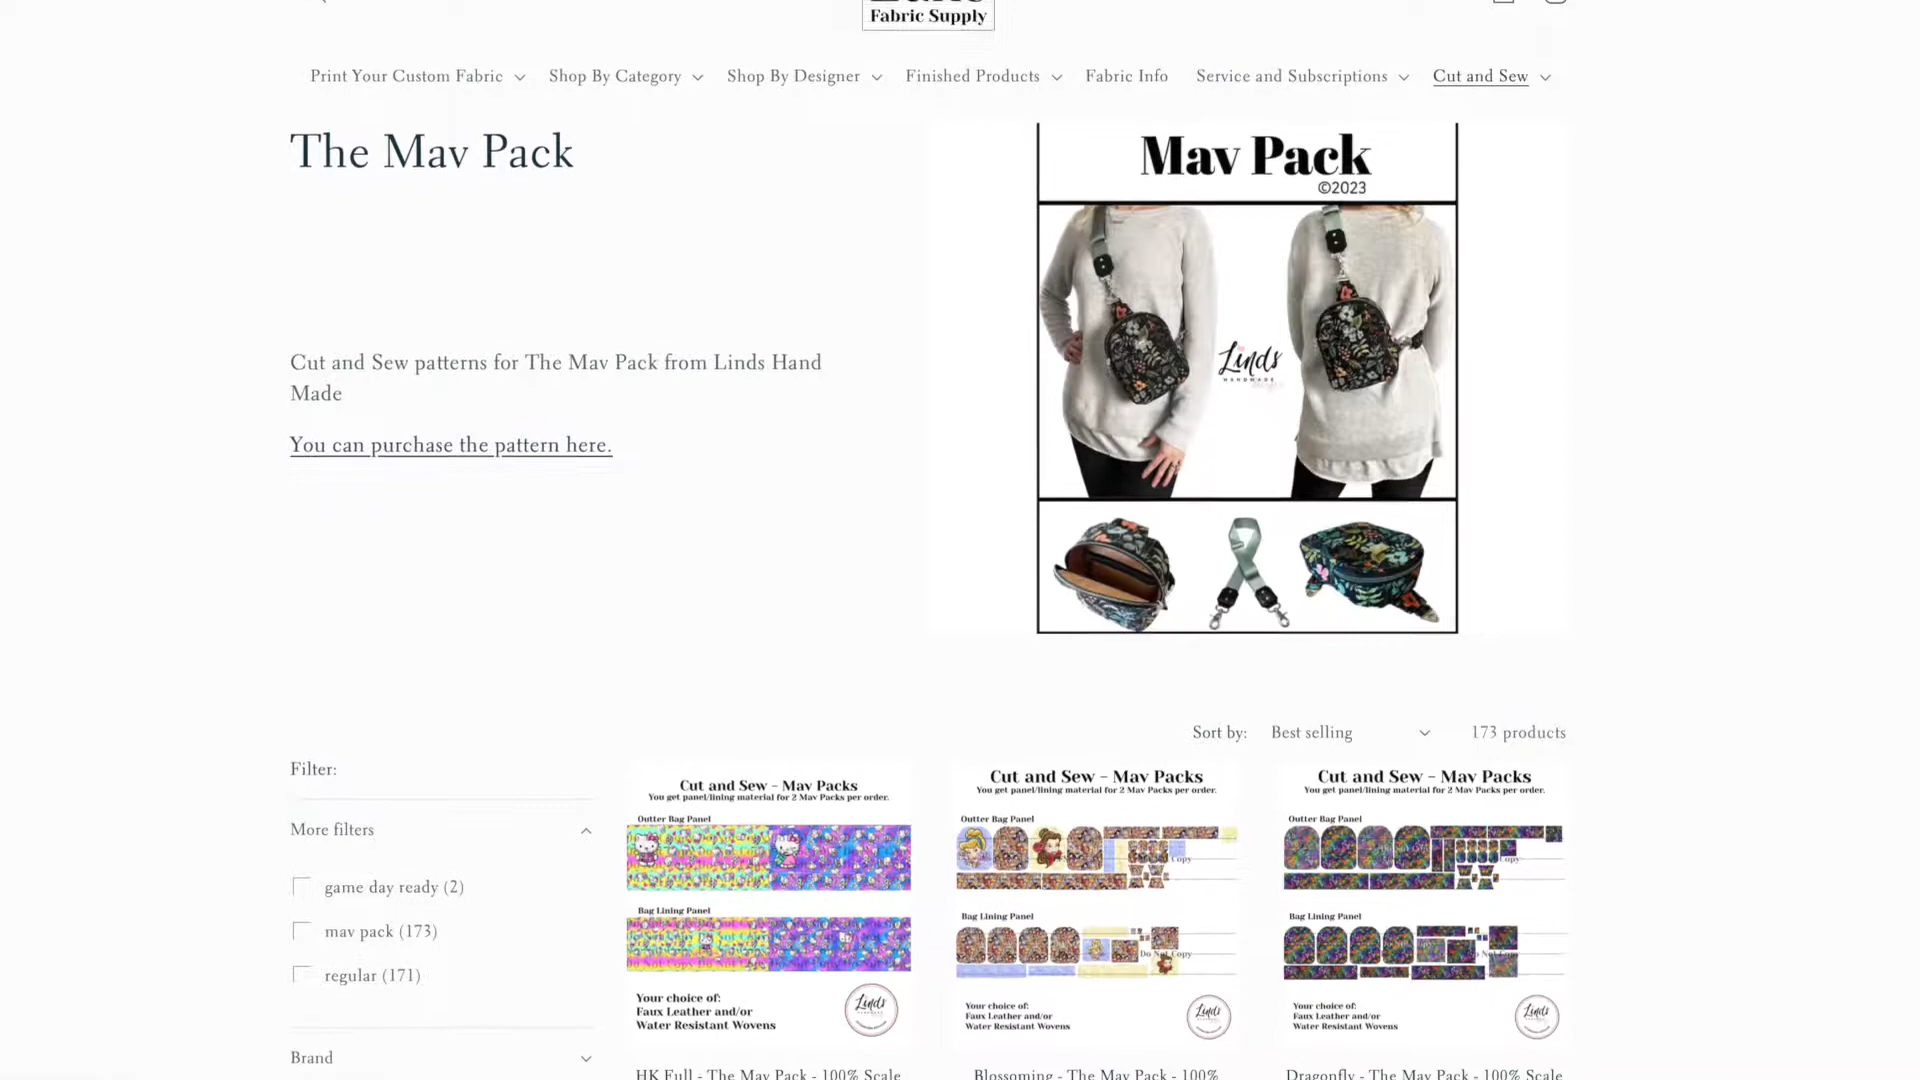 Fabric Supply
Print Your Custom Fabric
Shop By Category
Shop By Designer
Finished Products
Fabric Info
Service and Subscriptions
Cut and Sew
The Mav Pack
Mav Pack
©2023
Linds
HANDMADE
Cut and Sew patterns for The Mav Pack from Linds Hand
Made
You can purchase the pattern here.
Sort by:
Best selling
173 products
Filter:
More filters
game day ready (2)
mav pack (173)
regular (171)
Brand
Cut and Sew - Mav Packs
You get panel/lining material for 2 Mav Packs per order.
Outter Bag Panel
Bag Lining Panel
Your choice of:
Faux Leather and/or
Water Resistant Wovens
Linds
HK Full - The Mav Pack - 100% Scale
Cut and Sew - Mav Packs
You get panel/lining material for 2 Mav Packs per order.
Outter Bag Panel
Bag Lining Panel
Do Not Copy
Your choice of:
Faux Leather and/or
Water Resistant Wovens
Linds
Blossoming - The Mav Pack - 100%
Cut and Sew - Mav Packs
You get panel/lining material for 2 Mav Packs per order.
Outter Bag Panel
Bag Lining Panel
Your choice of:
Faux Leather and/or
Water Resistant Wovens
Linds
Dragonfly - The Mav Pack - 100% Scale